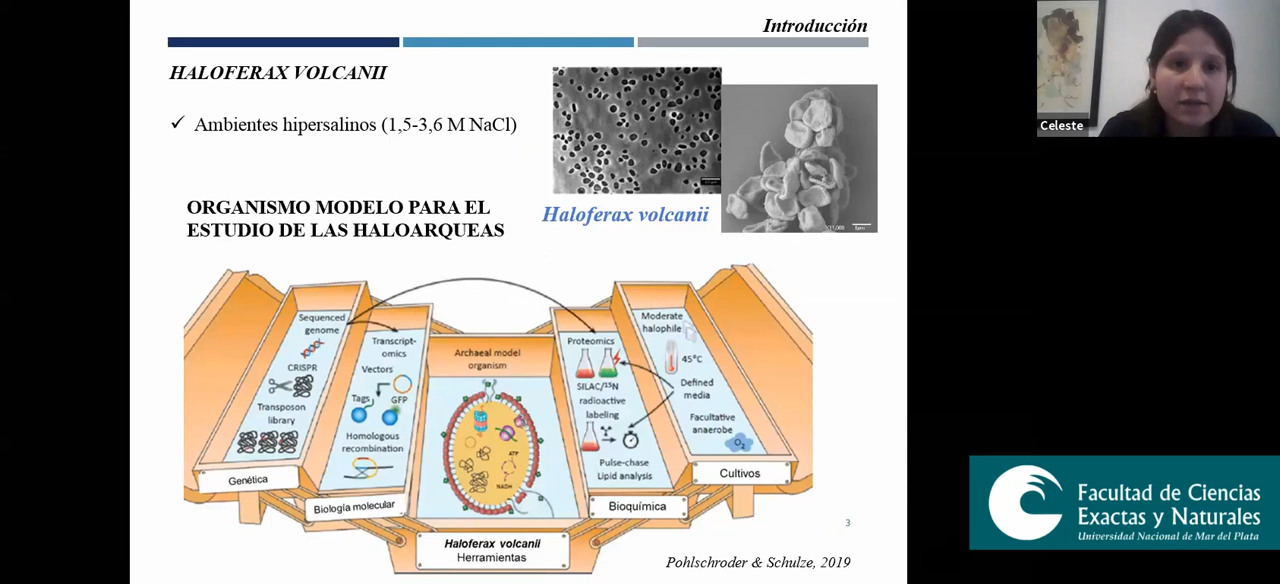 Introducción
HALOFERAX VOLCANII
✓ Ambientes hipersalinos (1,5-3,6 M NaCl)
Haloferax volcanii
ORGANISMO MODELO PARA EL
ESTUDIO DE LAS HALOARQUEAS
Sequenced
genome
CRISPR
Transposon
library
Genética
Transcript-
omics
Vectors
Tags
GFP
Homologous
recombination
Biología molecular
Archaeal model
organism
ATP
NADH
Haloferax volcanii
Herramientas
Proteomics
SILAC/¹⁵N
radioactive
labeling
Pulse-chase
Lipid analysis
Bioquímica
Moderate
halophile
45°C
Defined
media
Facultative
anaerobe
O₂
Cultivos
3
Pohlschroder & Schulze, 2019
Celeste
Facultad de Ciencias
Exactas y Naturales
Universidad Nacional de Mar del Plata